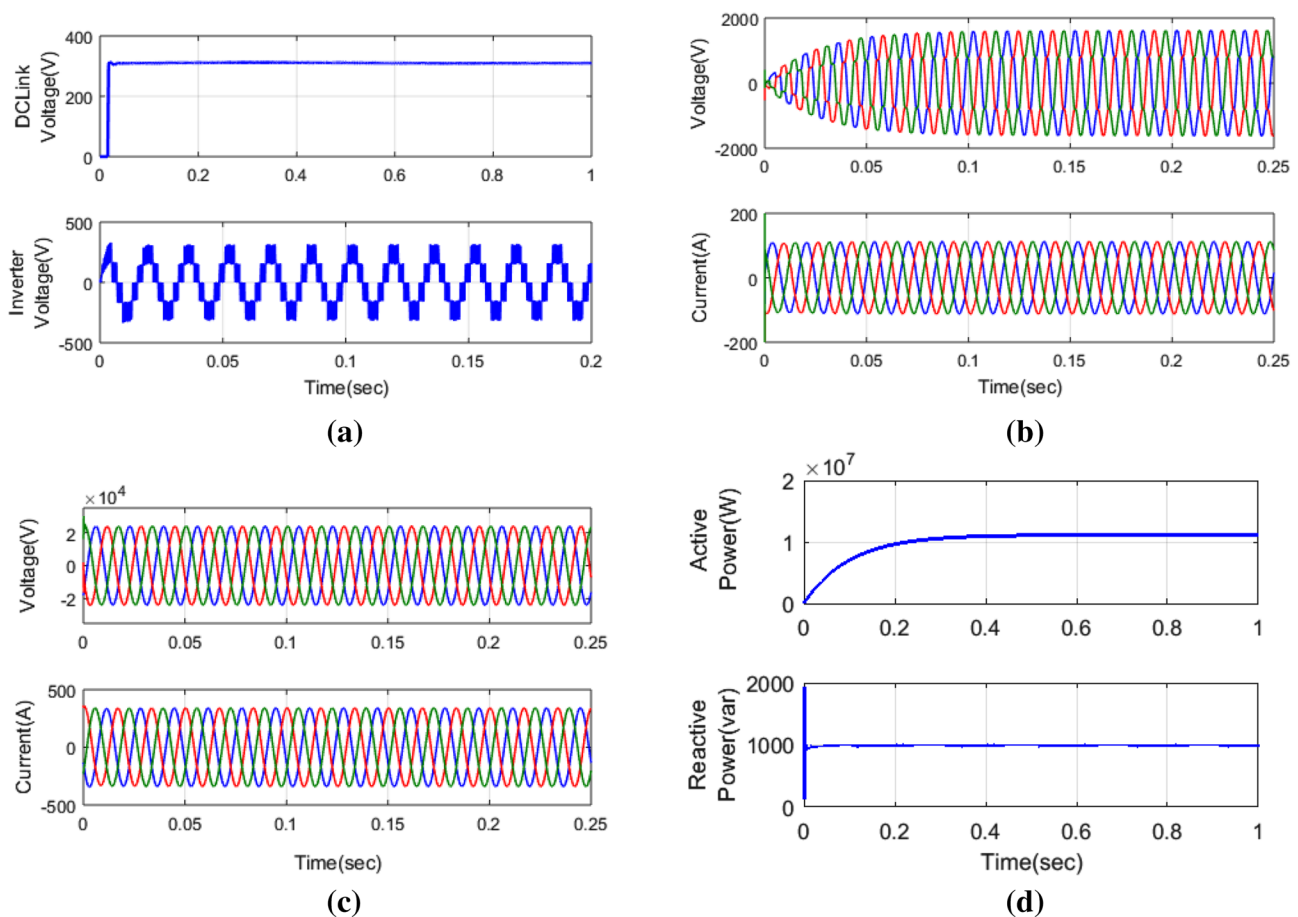 400
200
0
DCLink
Voltage(V)
0 0.2 0.4 0.6 0.8 1
500
0
-500
Inverter
Voltage(V)
0 0.05 0.1 0.15 0.2
Time(sec)
(a)
2000
0
-2000
Voltage(V)
0 0.05 0.1 0.15 0.2 0.25
200
0
-200
Current(A)
0 0.05 0.1 0.15 0.2 0.25
Time(sec)
(b)
×10⁴
2
0
-2
Voltage(V)
0 0.05 0.1 0.15 0.2 0.25
500
0
-500
Current(A)
0 0.05 0.1 0.15 0.2 0.25
Time(sec)
(c)
×10⁷
2
1
0
Active
Power(W)
0 0.2 0.4 0.6 0.8 1
2000
1000
0
Reactive
Power(var)
0 0.2 0.4 0.6 0.8 1
Time(sec)
(d)